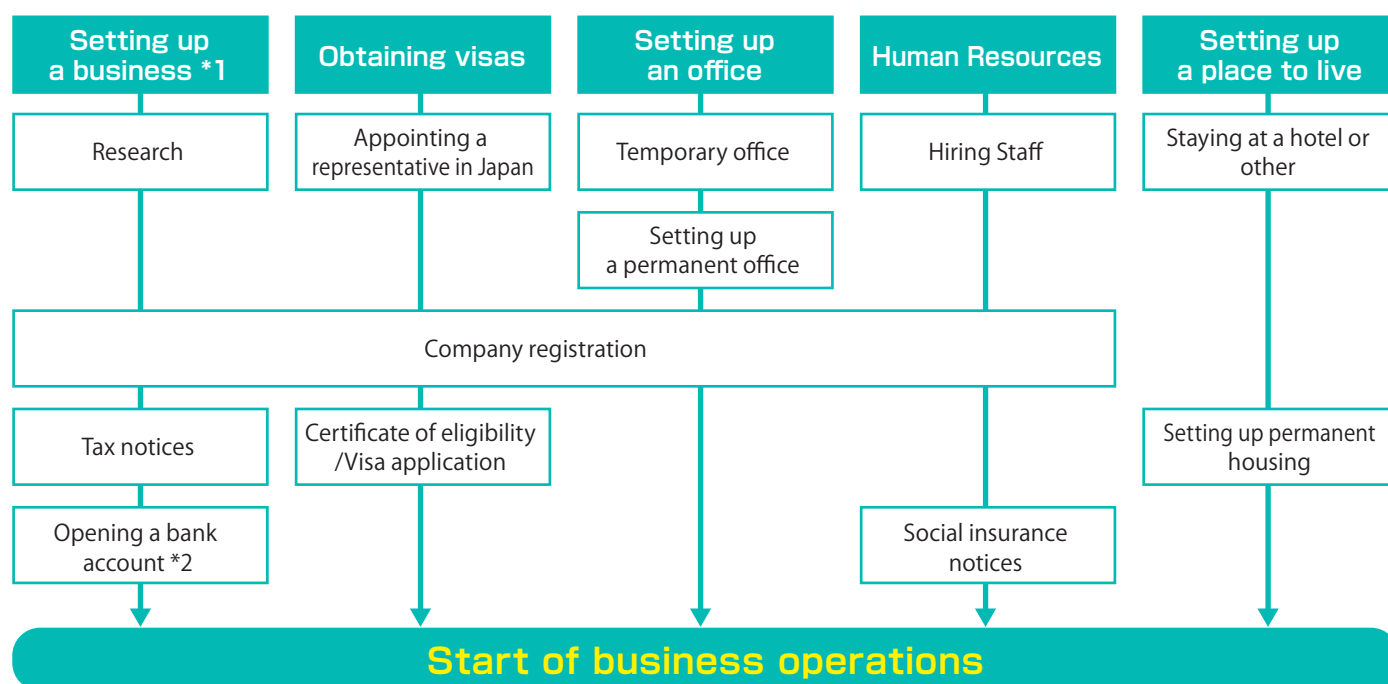 Setting up
a business *1
Obtaining visas
Setting up
an office
Human Resources
Setting up
a place to live
Research
Appointing a
representative in Japan
Temporary office
Hiring Staff
Staying at a hotel or
other
Setting up
a permanent office
Company registration
Tax notices
Certificate of eligibility
/Visa application
Setting up permanent
housing
Opening a bank
account *2
Social insurance
notices
Start of business operations